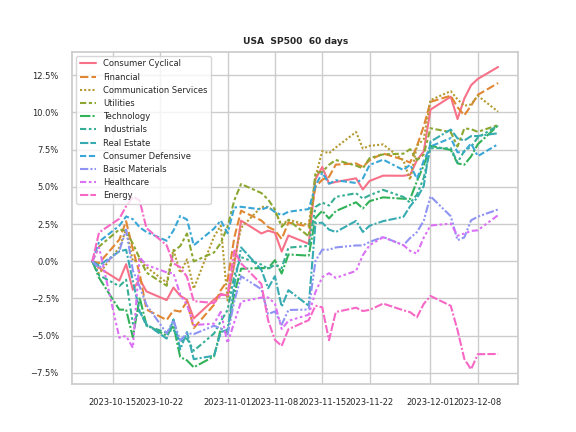 USA  SP500  60 days
Consumer Cyclical
Financial
Communication Services
Utilities
Technology
Industrials
Real Estate
Consumer Defensive
Basic Materials
Healthcare
Energy
12.5%
10.0%
7.5%
5.0%
2.5%
0.0%
−2.5%
−5.0%
−7.5%
2023-10-15 2023-10-22 2023-11-01 2023-11-08 2023-11-15 2023-11-22 2023-12-01 2023-12-08